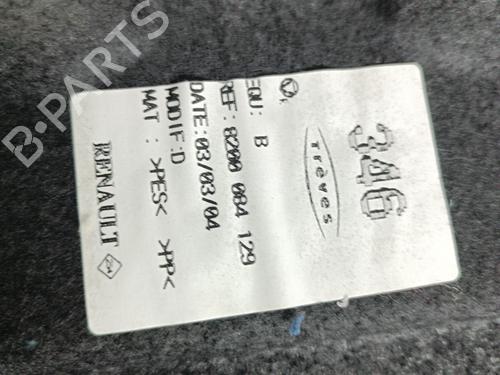 B-PARTS
346
Trèves
EQU: B
REF: 8200 084 129
DATE: 03/03/04
MODIF: D
MAT : >PES< >PP<
RENAULT